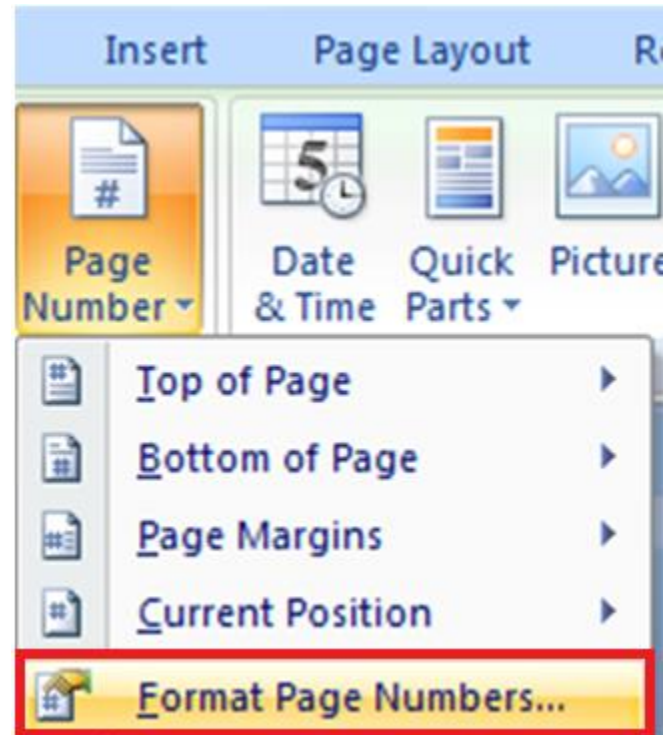 Insert Page Layout R
Page Number
Date & Time
Quick Parts
Picture
Top of Page
Bottom of Page
Page Margins
Current Position
Format Page Numbers...